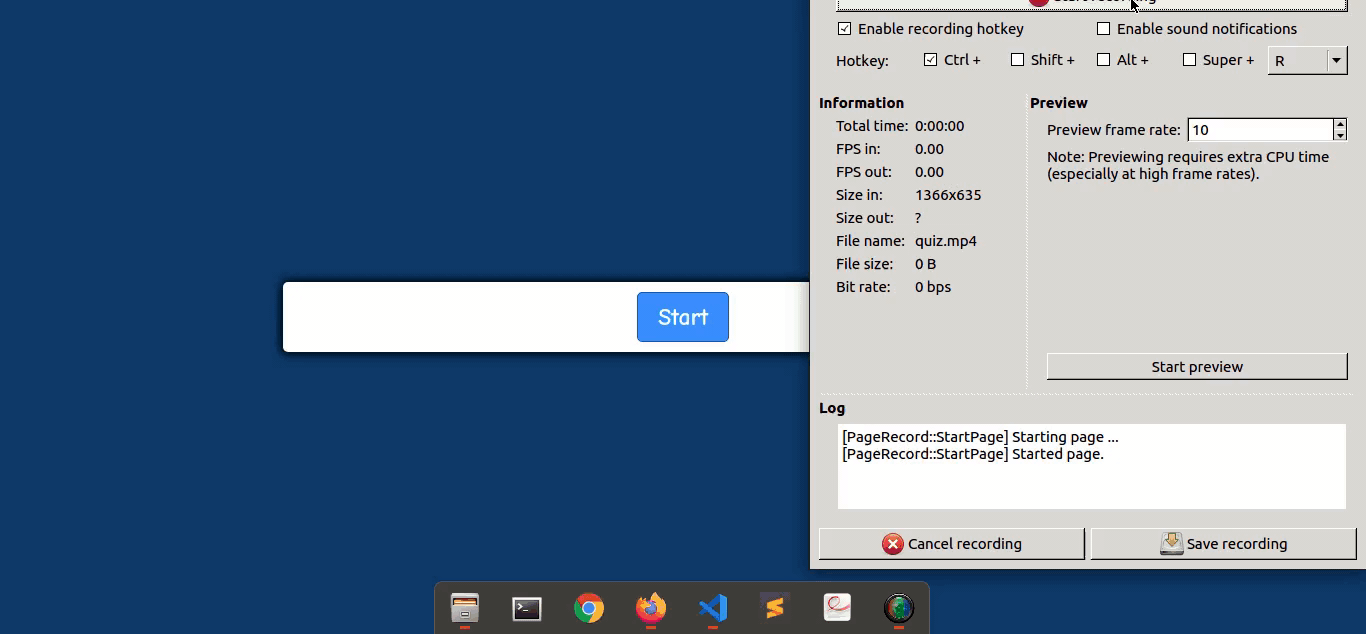 Start recording
Enable recording hotkey Enable sound notifications
Hotkey: Ctrl + Shift + Alt + Super + R
Information Preview
Total time: 0:00:00
Preview frame rate: 10
FPS in: 0.00
Note: Previewing requires extra CPU time
(especially at high frame rates).
FPS out: 0.00
Size in: 1366x635
Size out: ?
File name: quiz.mp4
File size: 0 B
Bit rate: 0 bps
Start
Start preview
Log
[PageRecord::StartPage] Starting page ...
[PageRecord::StartPage] Started page.
Cancel recording Save recording